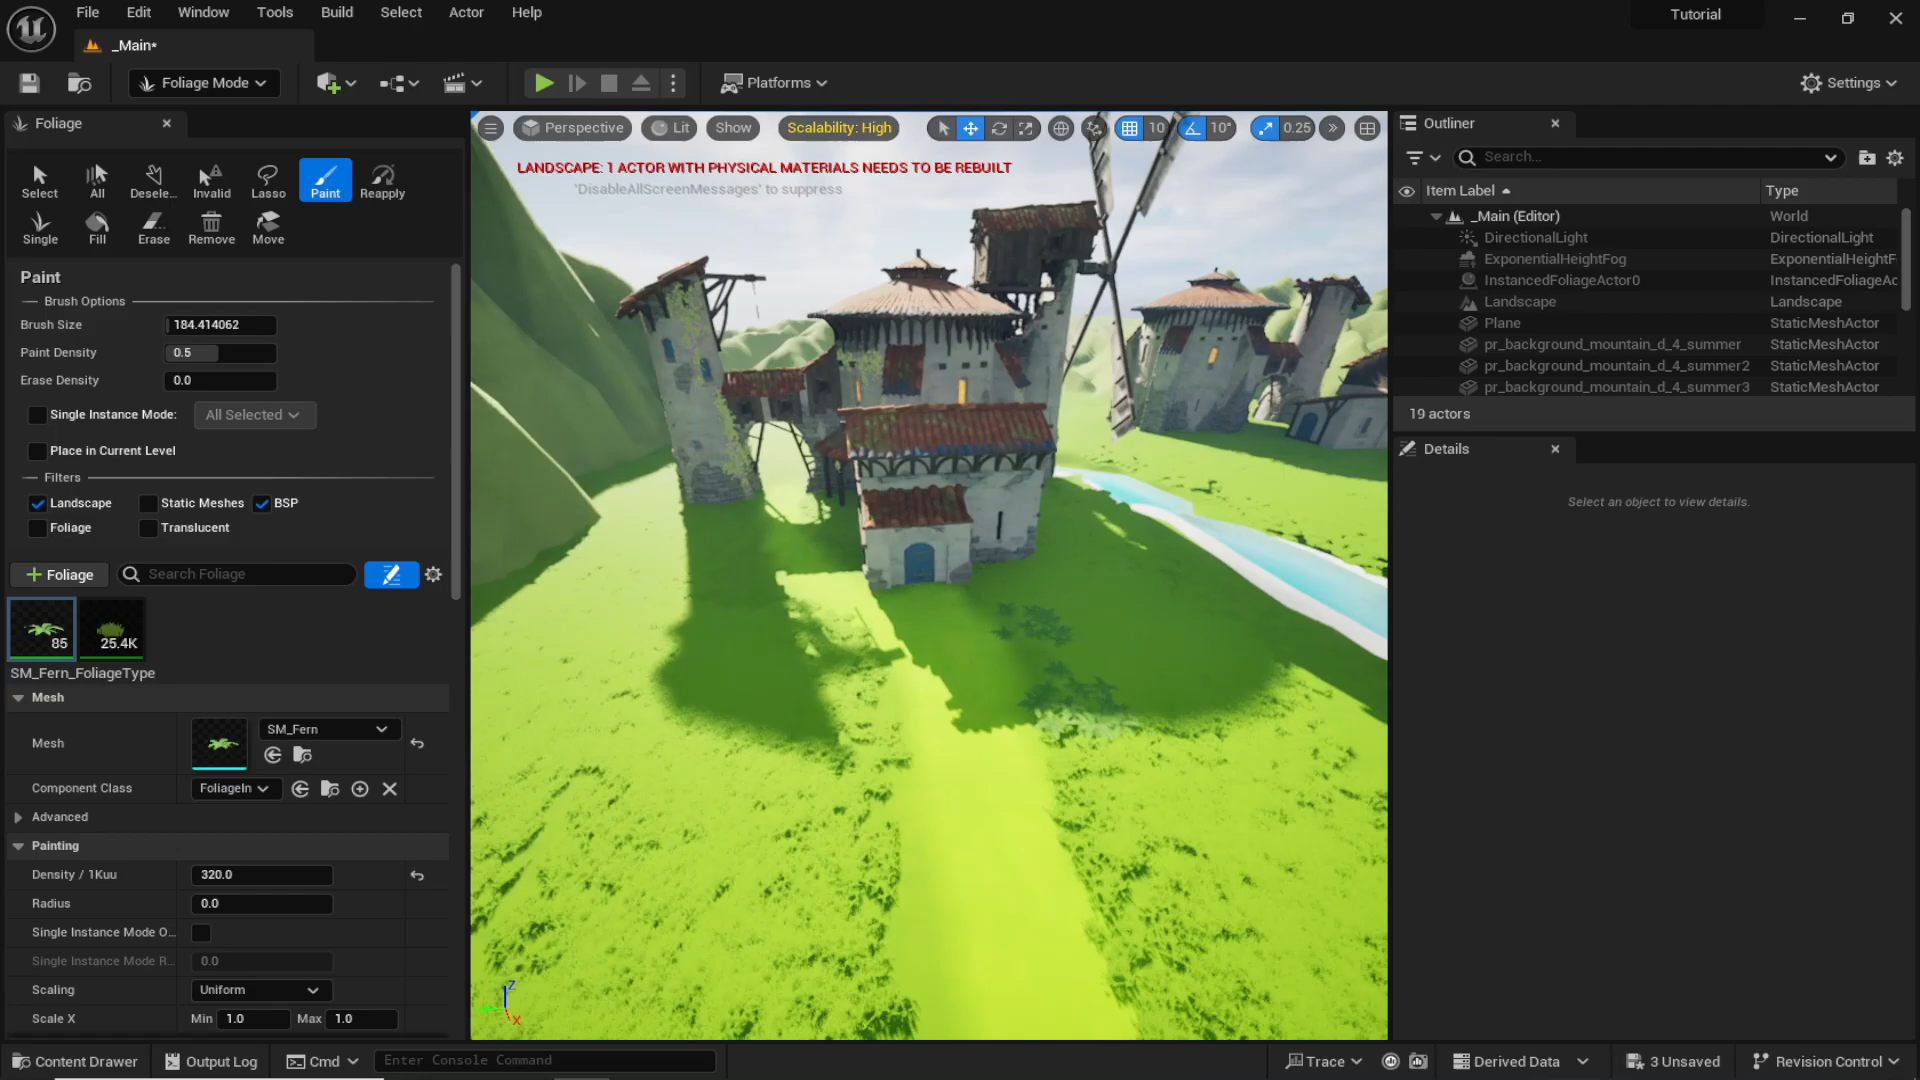 File Edit Window Tools Build Select Actor Help
Tutorial
_Main*
Foliage Mode
Platforms
Settings
Foliage
Select All Desele... Invalid Lasso Paint Reapply
Single Fill Erase Remove Move
Paint
Brush Options
Brush Size 184.414062
Paint Density 0.5
Erase Density 0.0
Single Instance Mode: All Selected
Place in Current Level
Filters
Landscape Static Meshes BSP
Foliage Translucent
+ Foliage Search Foliage
85 25.4K
SM_Fern_FoliageType
Mesh
Mesh SM_Fern
Component Class FoliageIn
Advanced
Painting
Density / 1Kuu 320.0
Radius 0.0
Single Instance Mode O...
Single Instance Mode R... 0.0
Scaling Uniform
Scale X Min 1.0 Max 1.0
Perspective Lit Show Scalability: High 10 10° 0.25
LANDSCAPE: 1 ACTOR WITH PHYSICAL MATERIALS NEEDS TO BE REBUILT
'DisableAllScreenMessages' to suppress
Z
X
Outliner
Search...
Item Label Type
_Main (Editor) World
DirectionalLight DirectionalLight
ExponentialHeightFog ExponentialHeightF
InstancedFoliageActor0 InstancedFoliageAc
Landscape Landscape
Plane StaticMeshActor
pr_background_mountain_d_4_summer StaticMeshActor
pr_background_mountain_d_4_summer2 StaticMeshActor
pr_background_mountain_d_4_summer3 StaticMeshActor
19 actors
Details
Select an object to view details.
Content Drawer Output Log Cmd Enter Console Command Trace Derived Data 3 Unsaved Revision Control